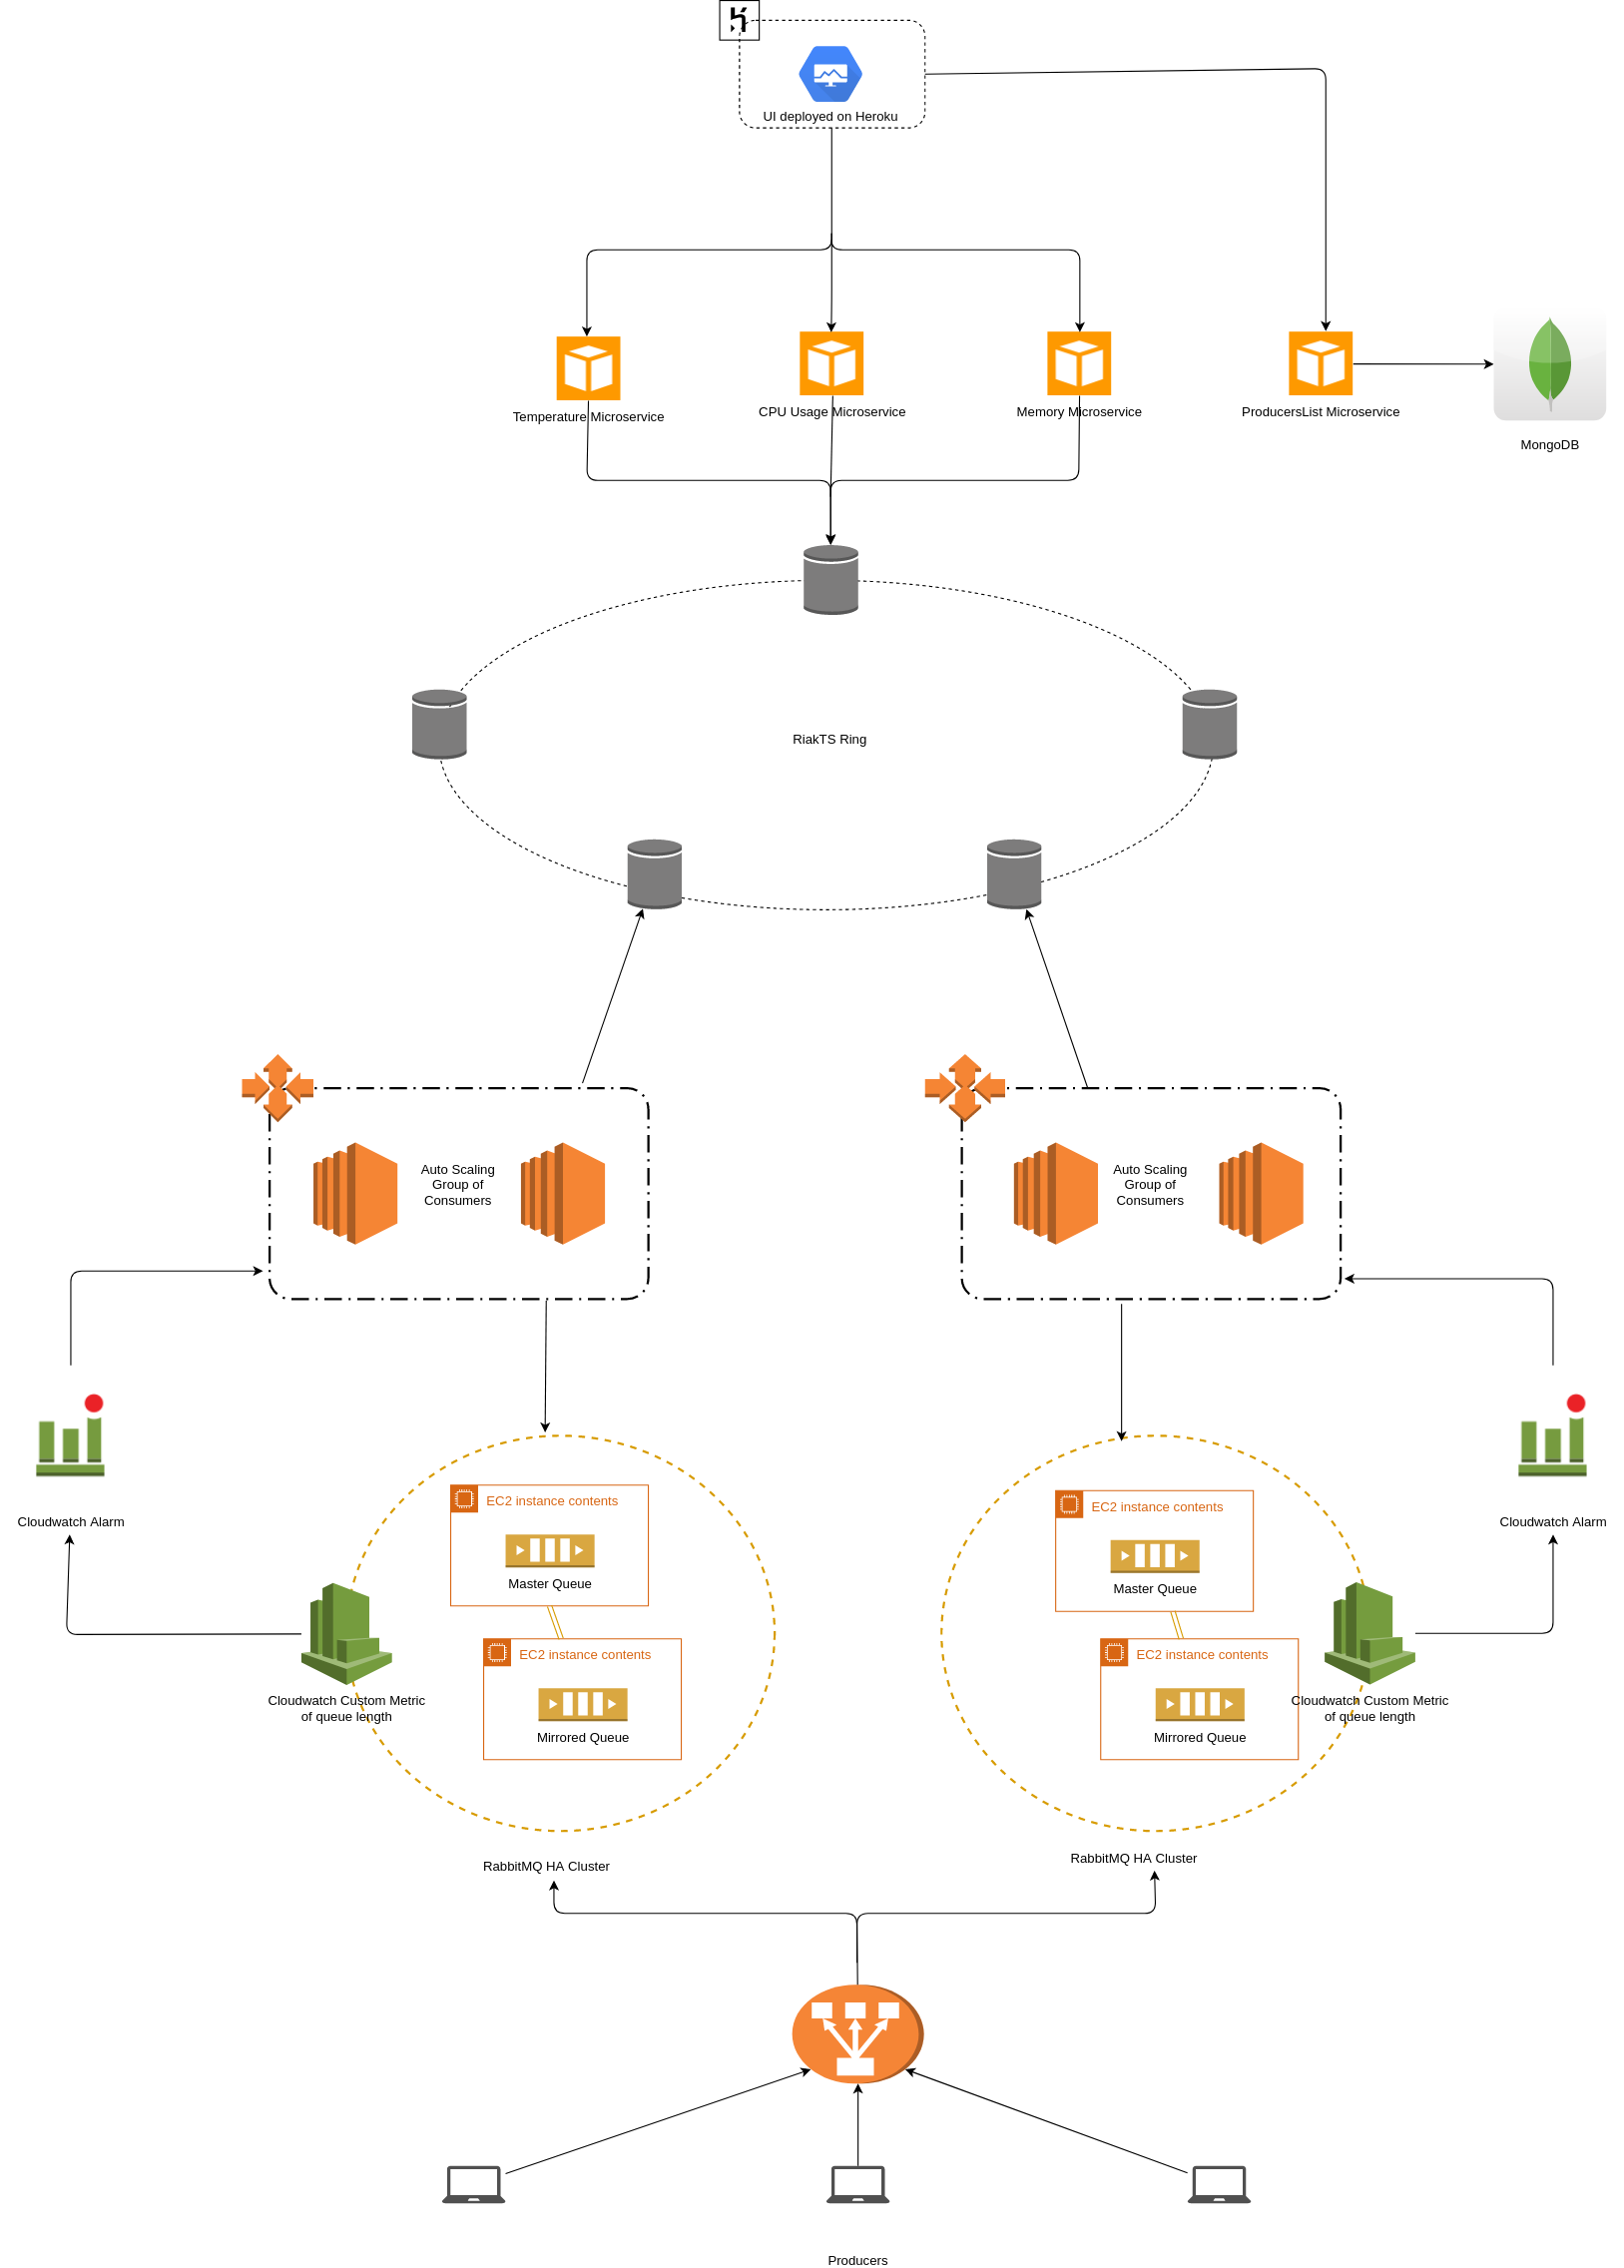 UI deployed on Heroku
Temperature Microservice
CPU Usage Microservice
Memory Microservice
ProducersList Microservice
MongoDB
RiakTS Ring
Auto Scaling
Group of
Consumers
Auto Scaling
Group of
Consumers
Cloudwatch Alarm
EC2 instance contents
Master Queue
EC2 instance contents
Mirrored Queue
Cloudwatch Custom Metric
of queue length
EC2 instance contents
Master Queue
EC2 instance contents
Mirrored Queue
Cloudwatch Alarm
Cloudwatch Custom Metric
of queue length
RabbitMQ HA Cluster
RabbitMQ HA Cluster
Producers